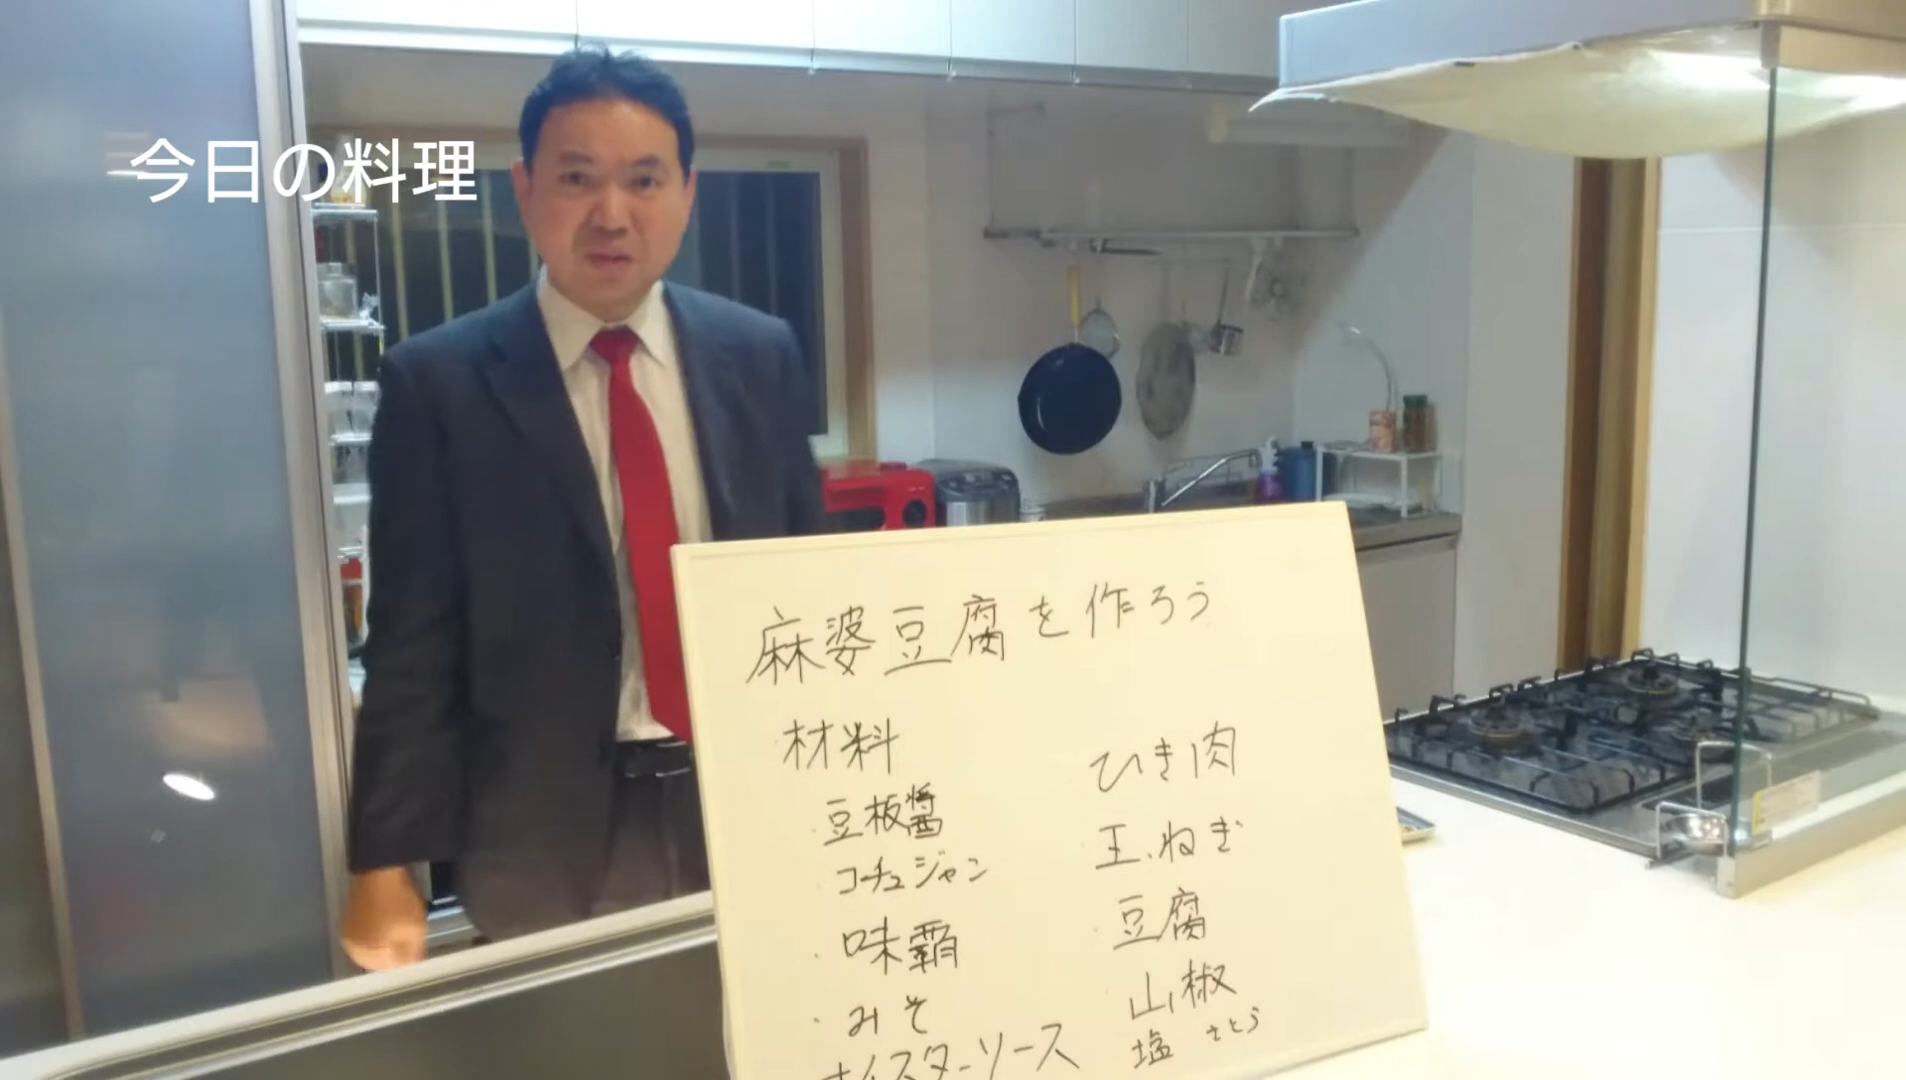 今日の料理
麻婆豆腐を作ろう
材料
・豆板醤
・コチュジャン
・味覇
・みそ
オイスターソース
ひき肉
・玉ねぎ
・豆腐
山椒
塩 さとう